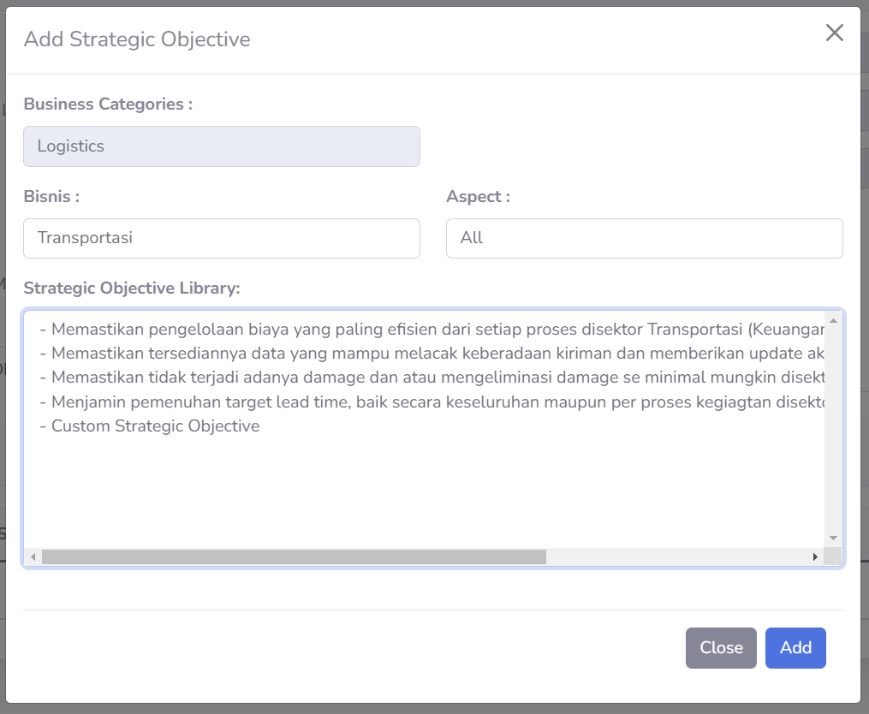 Add Strategic Objective
Business Categories :
Logistics
Bisnis :
Aspect :
Transportasi
All
Strategic Objective Library:
- Memastikan pengelolaan biaya yang paling efisien dari setiap proses disektor Transportasi (Keuangan
- Memastikan tersediannya data yang mampu melacak keberadaan kiriman dan memberikan update ak
- Memastikan tidak terjadi adanya damage dan atau mengeliminasi damage se minimal mungkin disekt
- Menjamin pemenuhan target lead time, baik secara keseluruhan maupun per proses kegiagtan disekto
- Custom Strategic Objective
Close
Add